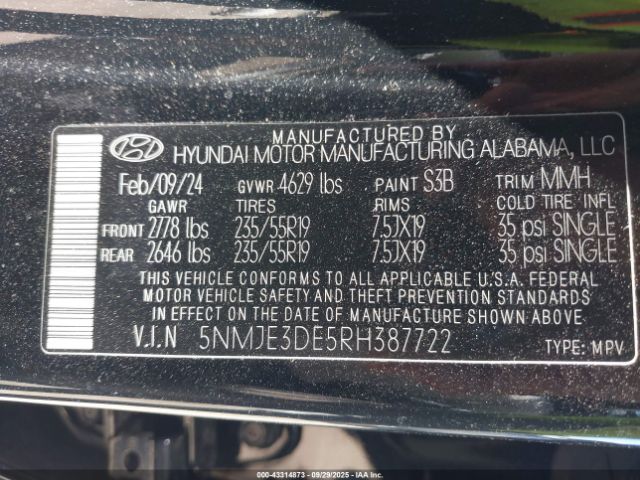 MANUFACTURED BY
HYUNDAI MOTOR MANUFACTURING ALABAMA, LLC
Feb/09/24 GVWR 4629 lbs PAINT S3B TRIM MMH
GAWR TIRES RIMS COLD TIRE INFL
FRONT 2778 lbs 235/55R19 7.5JX19 35 psi SINGLE
REAR 2646 lbs 235/55R19 7.5JX19 35 psi SINGLE
THIS VEHICLE CONFORMS TO ALL APPLICABLE U.S.A. FEDERAL
MOTOR VEHICLE SAFETY AND THEFT PREVENTION STANDARDS
IN EFFECT ON THE DATE OF MANUFACTURE SHOWN ABOVE.
V.I.N 5NMJE3DE5RH387722 TYPE: MPV
000-43314873 - 09/29/2025 - IAAI.COM